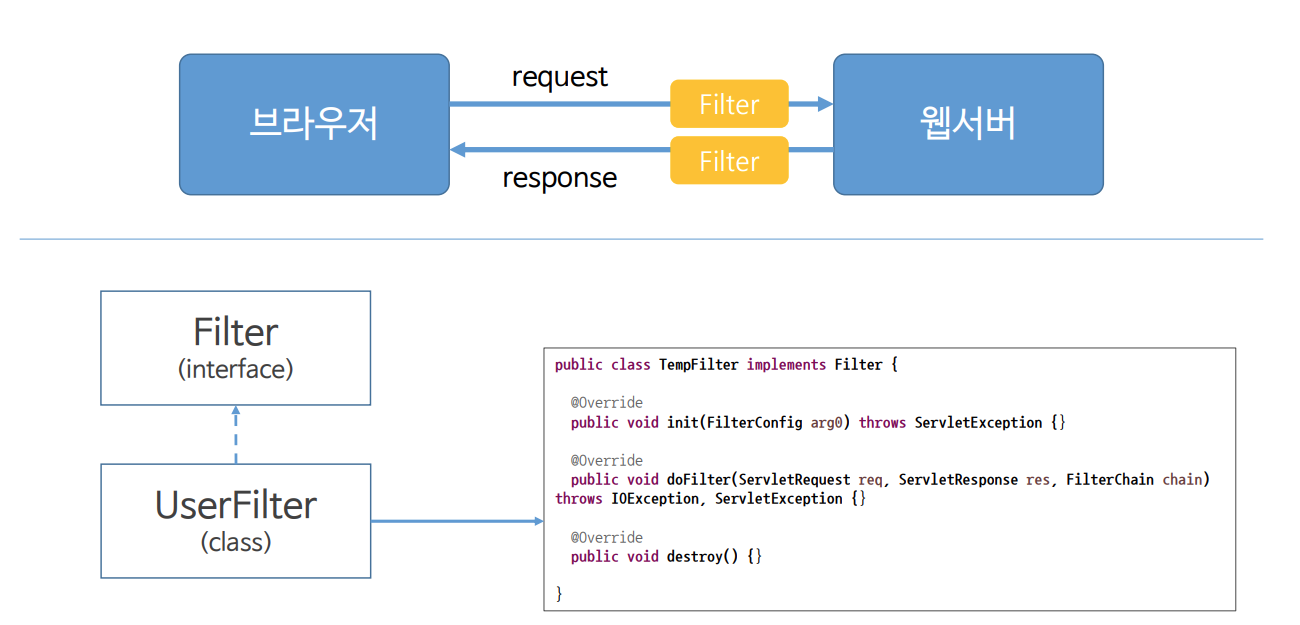 request
브라우저
Filter
웹서버
Filter
response
Filter
(interface)
UserFilter
(class)
public class TempFilter implements Filter {
@Override
public void init(FilterConfig arg0) throws ServletException {}
@Override
public void doFilter(ServletRequest req, ServletResponse res, FilterChain chain)
throws IOException, ServletException {}
@Override
public void destroy() {}
}